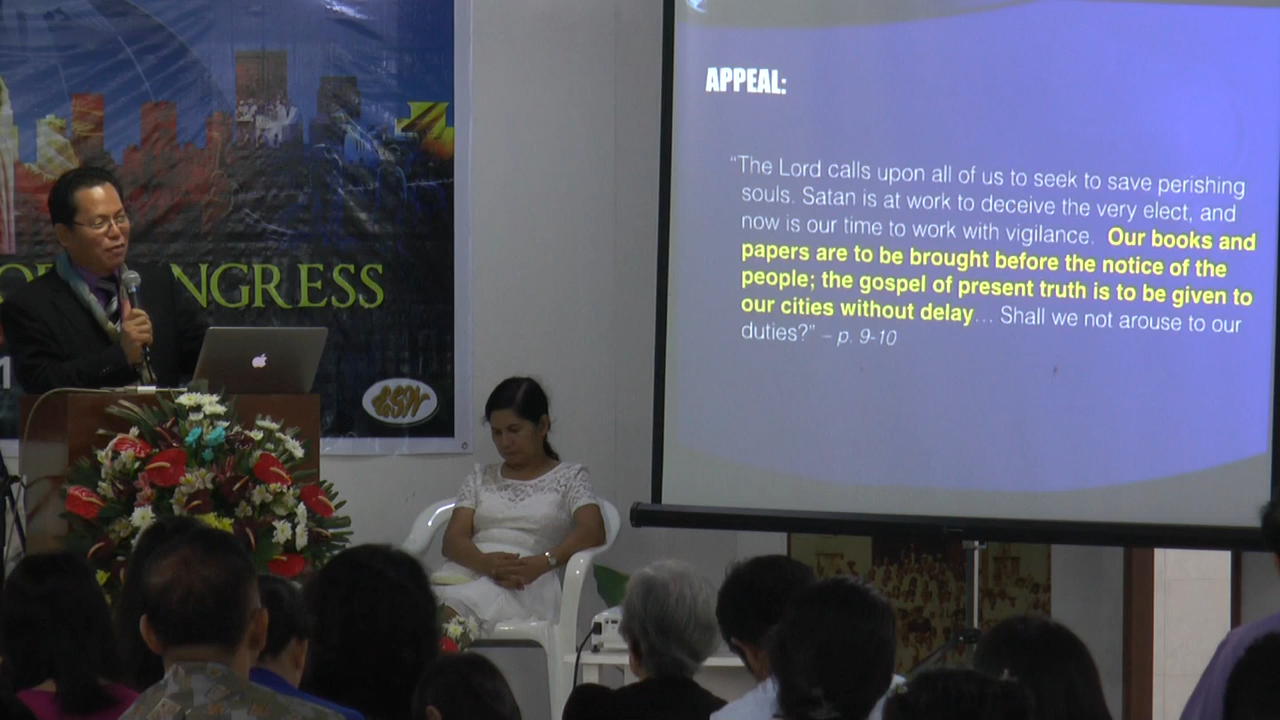 APPEAL:
“The Lord calls upon all of us to seek to save perishing
souls. Satan is at work to deceive the very elect, and
now is our time to work with vigilance. Our books and
papers are to be brought before the notice of the
people; the gospel of present truth is to be given to
our cities without delay… Shall we not arouse to our
duties?” – p. 9-10
NGRESS